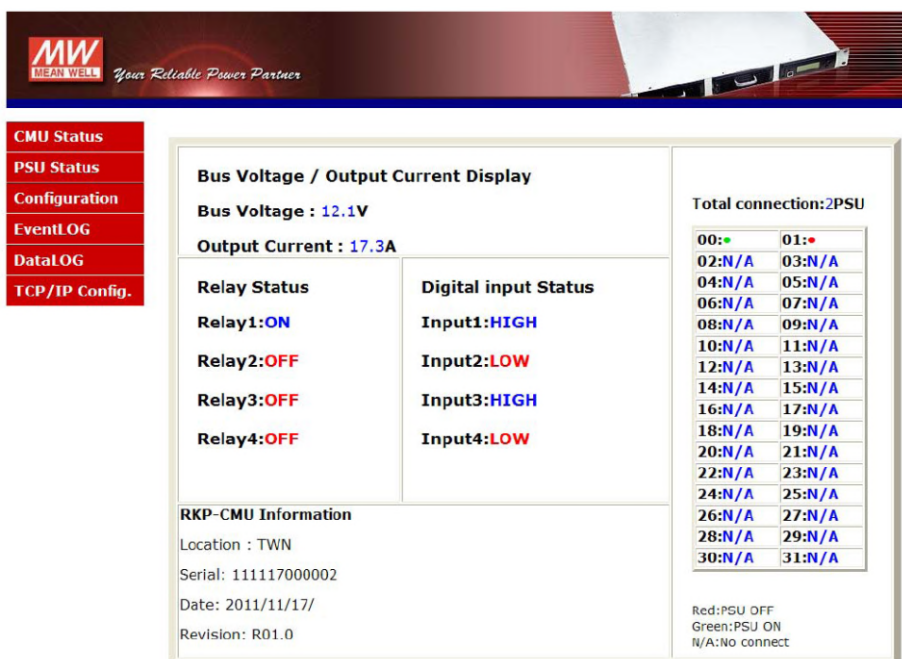 MW
MEAN WELL
Your Reliable Power Partner
CMU Status
PSU Status
Configuration
EventLOG
DataLOG
TCP/IP Config.
Bus Voltage / Output Current Display
Bus Voltage : 12.1V
Output Current : 17.3A
Relay Status
Relay1:ON
Relay2:OFF
Relay3:OFF
Relay4:OFF
Digital input Status
Input1:HIGH
Input2:LOW
Input3:HIGH
Input4:LOW
RKP-CMU Information
Location : TWN
Serial: 111117000002
Date: 2011/11/17/
Revision: R01.0
Total connection:2PSU
00:● 01:●
02:N/A 03:N/A
04:N/A 05:N/A
06:N/A 07:N/A
08:N/A 09:N/A
10:N/A 11:N/A
12:N/A 13:N/A
14:N/A 15:N/A
16:N/A 17:N/A
18:N/A 19:N/A
20:N/A 21:N/A
22:N/A 23:N/A
24:N/A 25:N/A
26:N/A 27:N/A
28:N/A 29:N/A
30:N/A 31:N/A
Red:PSU OFF
Green:PSU ON
N/A:No connect